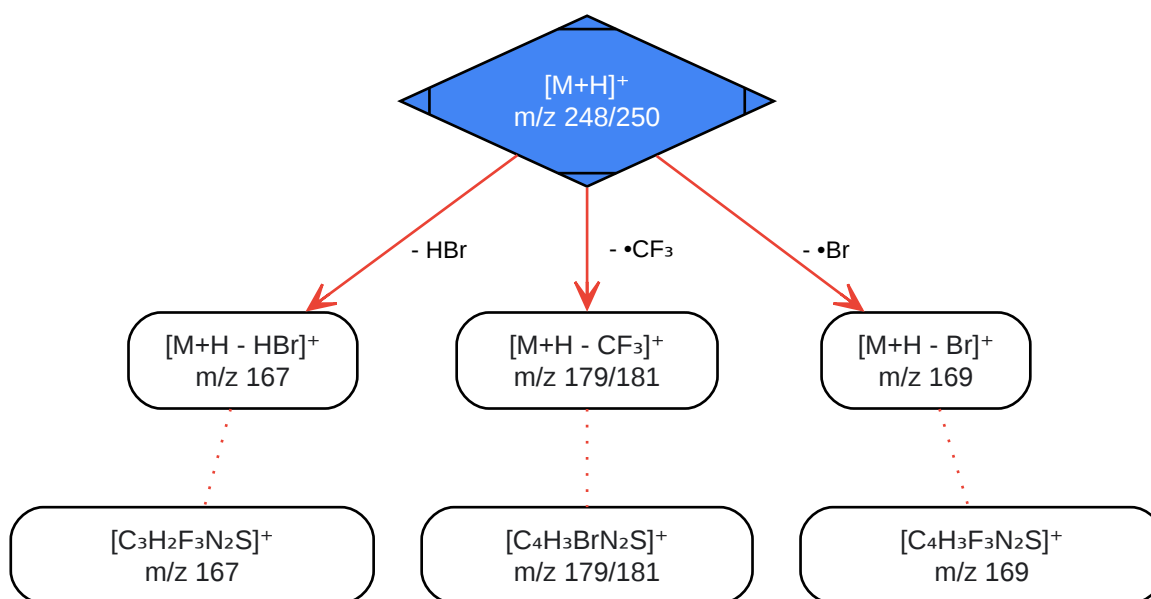 [M+H]⁺
m/z 248/250
- HBr
- •CF₃
- •Br
[M+H - HBr]⁺
m/z 167
[M+H - CF₃]⁺
m/z 179/181
[M+H - Br]⁺
m/z 169
[C₃H₂F₃N₂S]⁺
m/z 167
[C₄H₃BrN₂S]⁺
m/z 179/181
[C₄H₃F₃N₂S]⁺
m/z 169